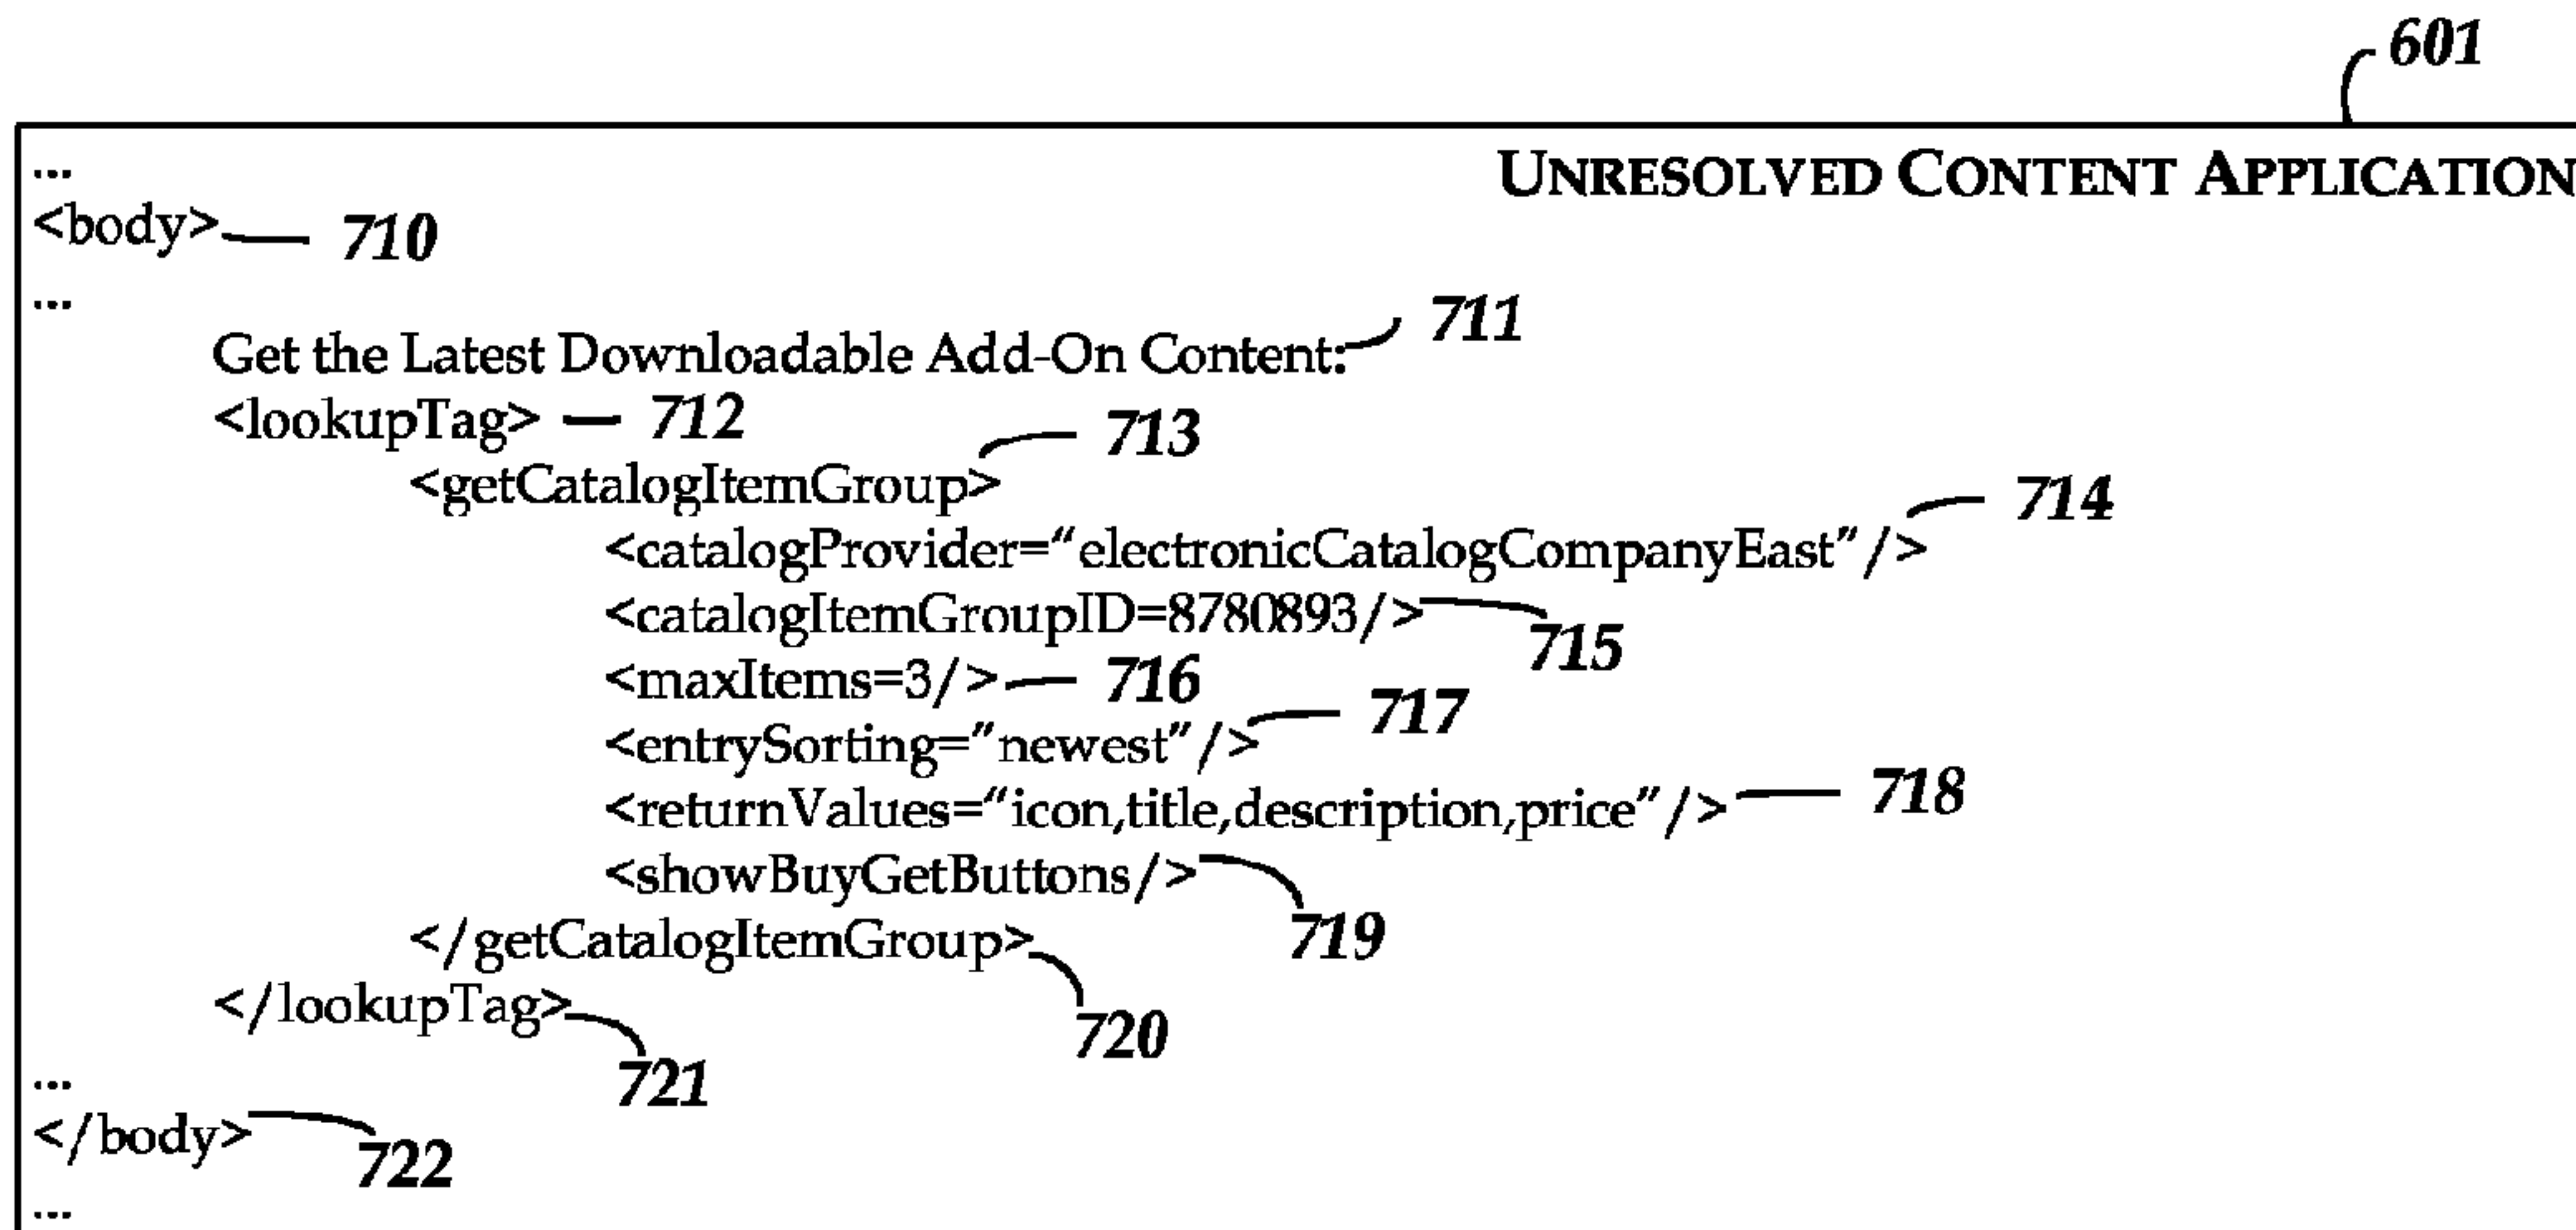 601
... UNRESOLVED CONTENT APPLICATION
<body> 710
...
Get the Latest Downloadable Add-On Content: 711
<lookupTag> 712
<getCatalogItemGroup> 713
<catalogProvider="electronicCatalogCompanyEast"/> 714
<catalogItemGroupID=8780893/> 715
<maxItems=3/> 716
<entrySorting="newest"/> 717
<returnValues="icon,title,description,price"/> 718
<showBuyGetButtons/> 719
</getCatalogItemGroup> 720
</lookupTag> 721
...
</body> 722
...